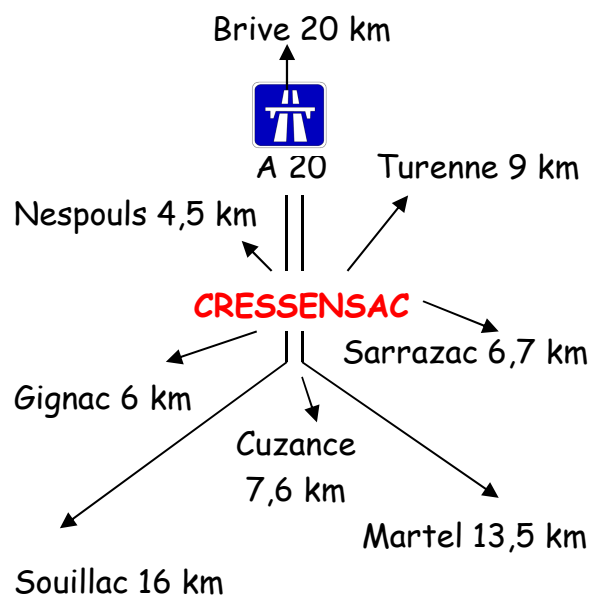 Brive 20 km
A 20
Turenne 9 km
Nespouls 4,5 km
CRESSENSAC
Sarrazac 6,7 km
Gignac 6 km
Cuzance
7,6 km
Martel 13,5 km
Souillac 16 km